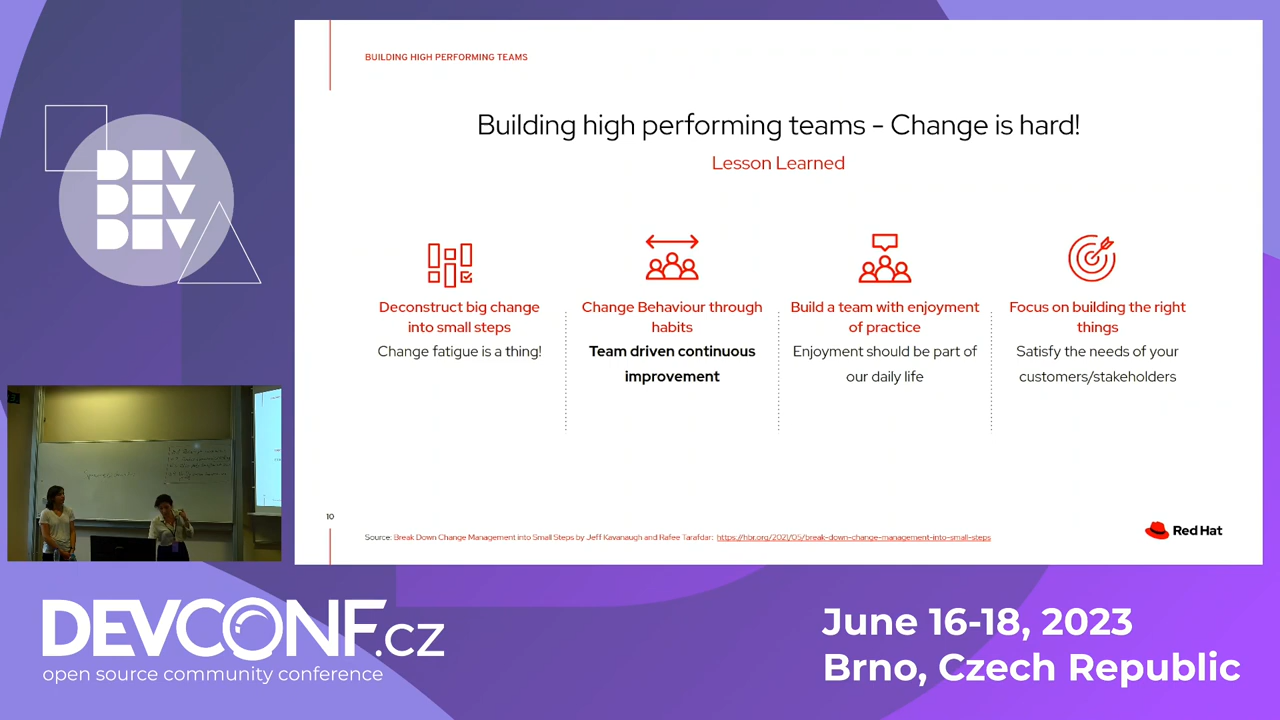 BUILDING HIGH PERFORMING TEAMS
Building high performing teams - Change is hard!
Lesson Learned
Deconstruct big change
into small steps
Change fatigue is a thing!
Change Behaviour through
habits
Team driven continuous
improvement
Build a team with enjoyment
of practice
Enjoyment should be part of
our daily life
Focus on building the right
things
Satisfy the needs of your
customers/stakeholders
10
Source: Break Down Change Management into Small Steps by Jeff Kavanaugh and Rafee Tarafdar: https://hbr.org/2021/05/break-down-change-management-into-small-steps
Red Hat
DEV
DEV
DEV
DEVCONF.CZ
open source community conference
June 16-18, 2023
Brno, Czech Republic